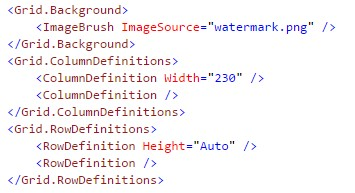 <Grid.Background>
    <ImageBrush ImageSource="watermark.png" />
</Grid.Background>
<Grid.ColumnDefinitions>
    <ColumnDefinition Width="230" />
    <ColumnDefinition />
</Grid.ColumnDefinitions>
<Grid.RowDefinitions>
    <RowDefinition Height="Auto" />
    <RowDefinition />
</Grid.RowDefinitions>